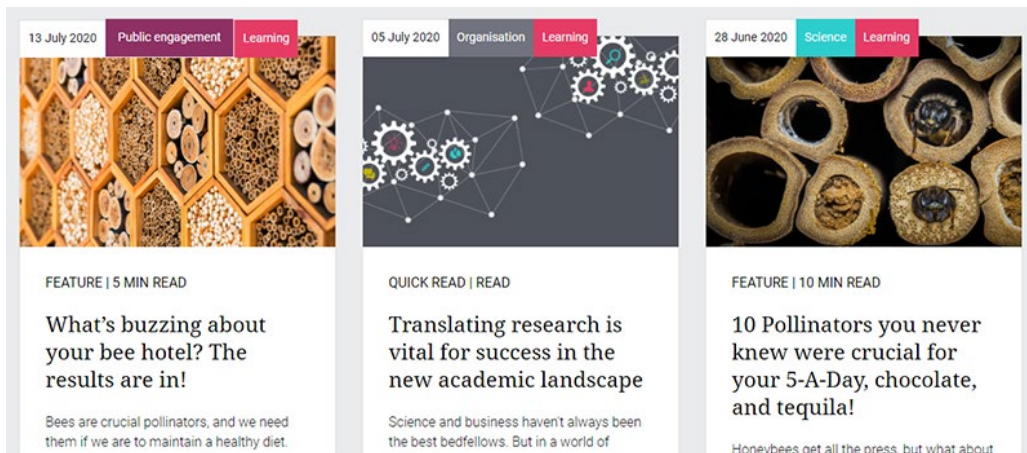 13 July 2020 Public engagement Learning
FEATURE | 5 MIN READ
What’s buzzing about
your bee hotel? The
results are in!
Bees are crucial pollinators, and we need
them if we are to maintain a healthy diet.
05 July 2020 Organisation Learning
QUICK READ | READ
Translating research is
vital for success in the
new academic landscape
Science and business haven't always been
the best bedfellows. But in a world of
28 June 2020 Science Learning
FEATURE | 10 MIN READ
10 Pollinators you never
knew were crucial for
your 5-A-Day, chocolate,
and tequila!
Honeybees get all the press, but what about